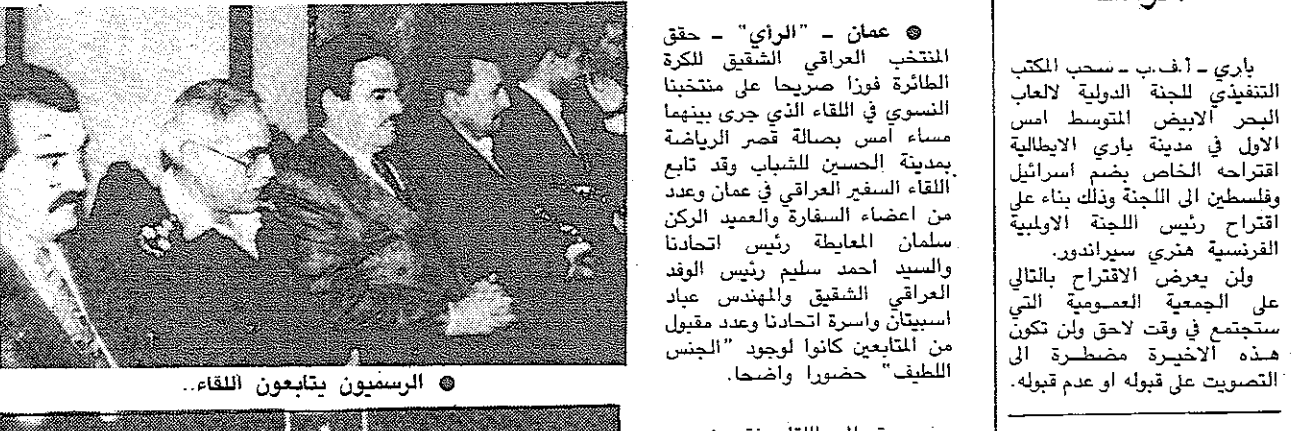 باري - أ.ف.ب - سحب المكتب
التنفيذي للجنة الدولية لالعاب
البحر الابيض المتوسط امس
الاول في مدينة باري الايطالية
اقتراحه الخاص بضم اسرائيل
وفلسطين الى اللجنة وذلك بناء على
اقتراح رئيس اللجنة الاولمبية
الفرنسية هنري سيراندور.
ولن يعرض الاقتراح بالتالي
على الجمعية العمومية التي
ستجتمع في وقت لاحق ولن تكون
هذه الاخيرة مضطرة الى
التصويت على قبوله او عدم قبوله.
● عمان - "الرأي" - حقق
المنتخب العراقي الشقيق للكرة
الطائرة فوزا صريحا على منتخبنا
النسوي في اللقاء الذي جرى بينهما
مساء امس بصالة قصر الرياضة
بمدينة الحسين للشباب وقد تابع
اللقاء السفير العراقي في عمان وعدد
من اعضاء السفارة والعميد الركن
سلمان المعايطة رئيس اتحادنا
والسيد احمد سليم رئيس الوفد
العراقي الشقيق والمهندس عباد
اسبيتان واسرة اتحادنا وعدد مقبول
من المتابعين كانوا لوجود "الجنس
اللطيف" حضورا واضحا.
● الرسميون يتابعون اللقاء..